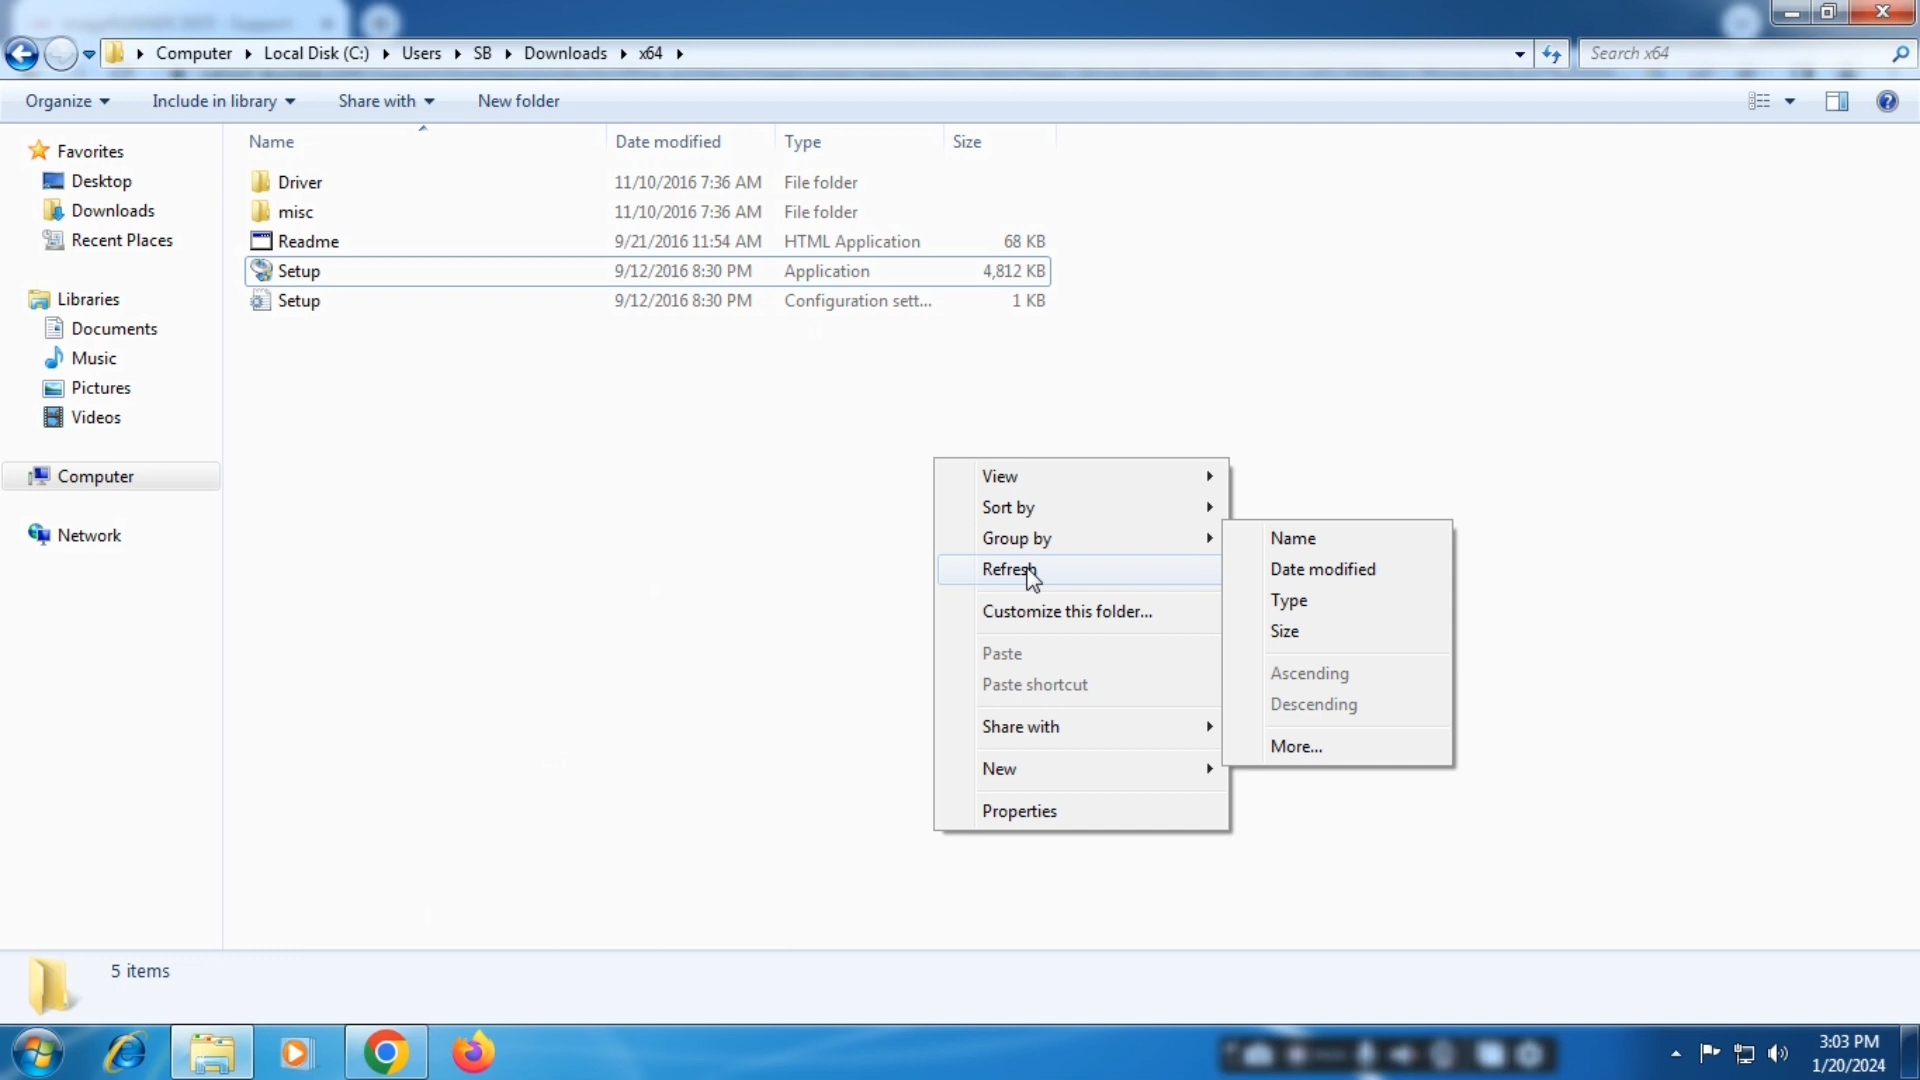 Computer Local Disk (C:) Users SB Downloads x64
Search x64
Organize Include in library Share with New folder
Name Date modified Type Size
Driver 11/10/2016 7:36 AM File folder
misc 11/10/2016 7:36 AM File folder
Readme 9/21/2016 11:54 AM HTML Application 68 KB
Setup 9/12/2016 8:30 PM Application 4,812 KB
Setup 9/12/2016 8:30 PM Configuration sett... 1 KB
Favorites
Desktop
Downloads
Recent Places
Libraries
Documents
Music
Pictures
Videos
Computer
Network
View
Sort by
Group by
Refresh
Customize this folder...
Paste
Paste shortcut
Share with
New
Properties
Name
Date modified
Type
Size
Ascending
Descending
More...
5 items
3:03 PM
1/20/2024